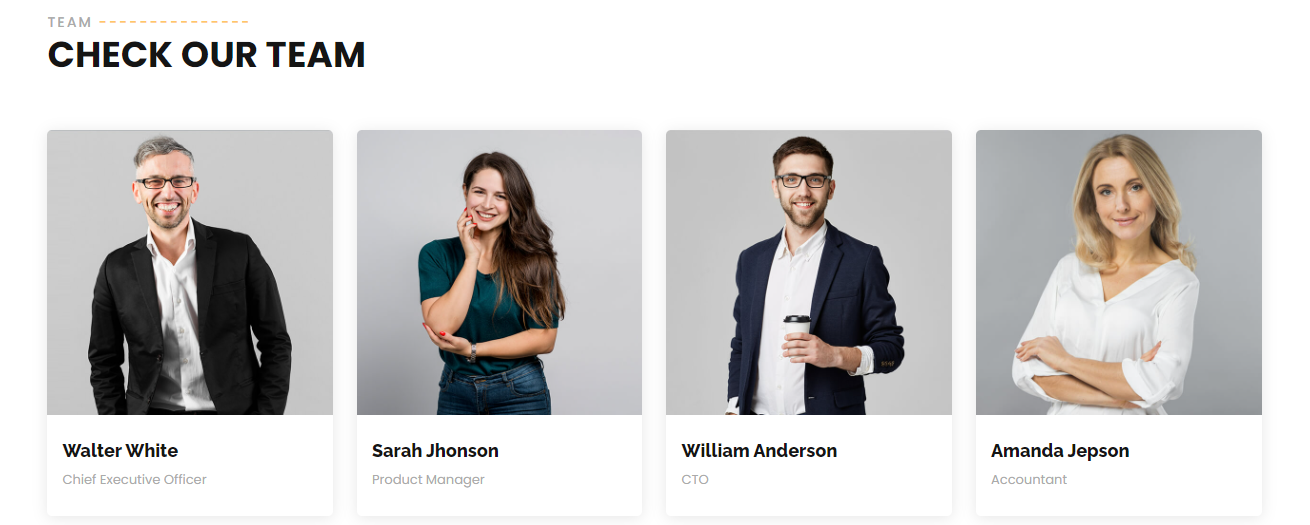 TEAM
CHECK OUR TEAM
Walter White
Chief Executive Officer
Sarah Jhonson
Product Manager
William Anderson
CTO
Amanda Jepson
Accountant